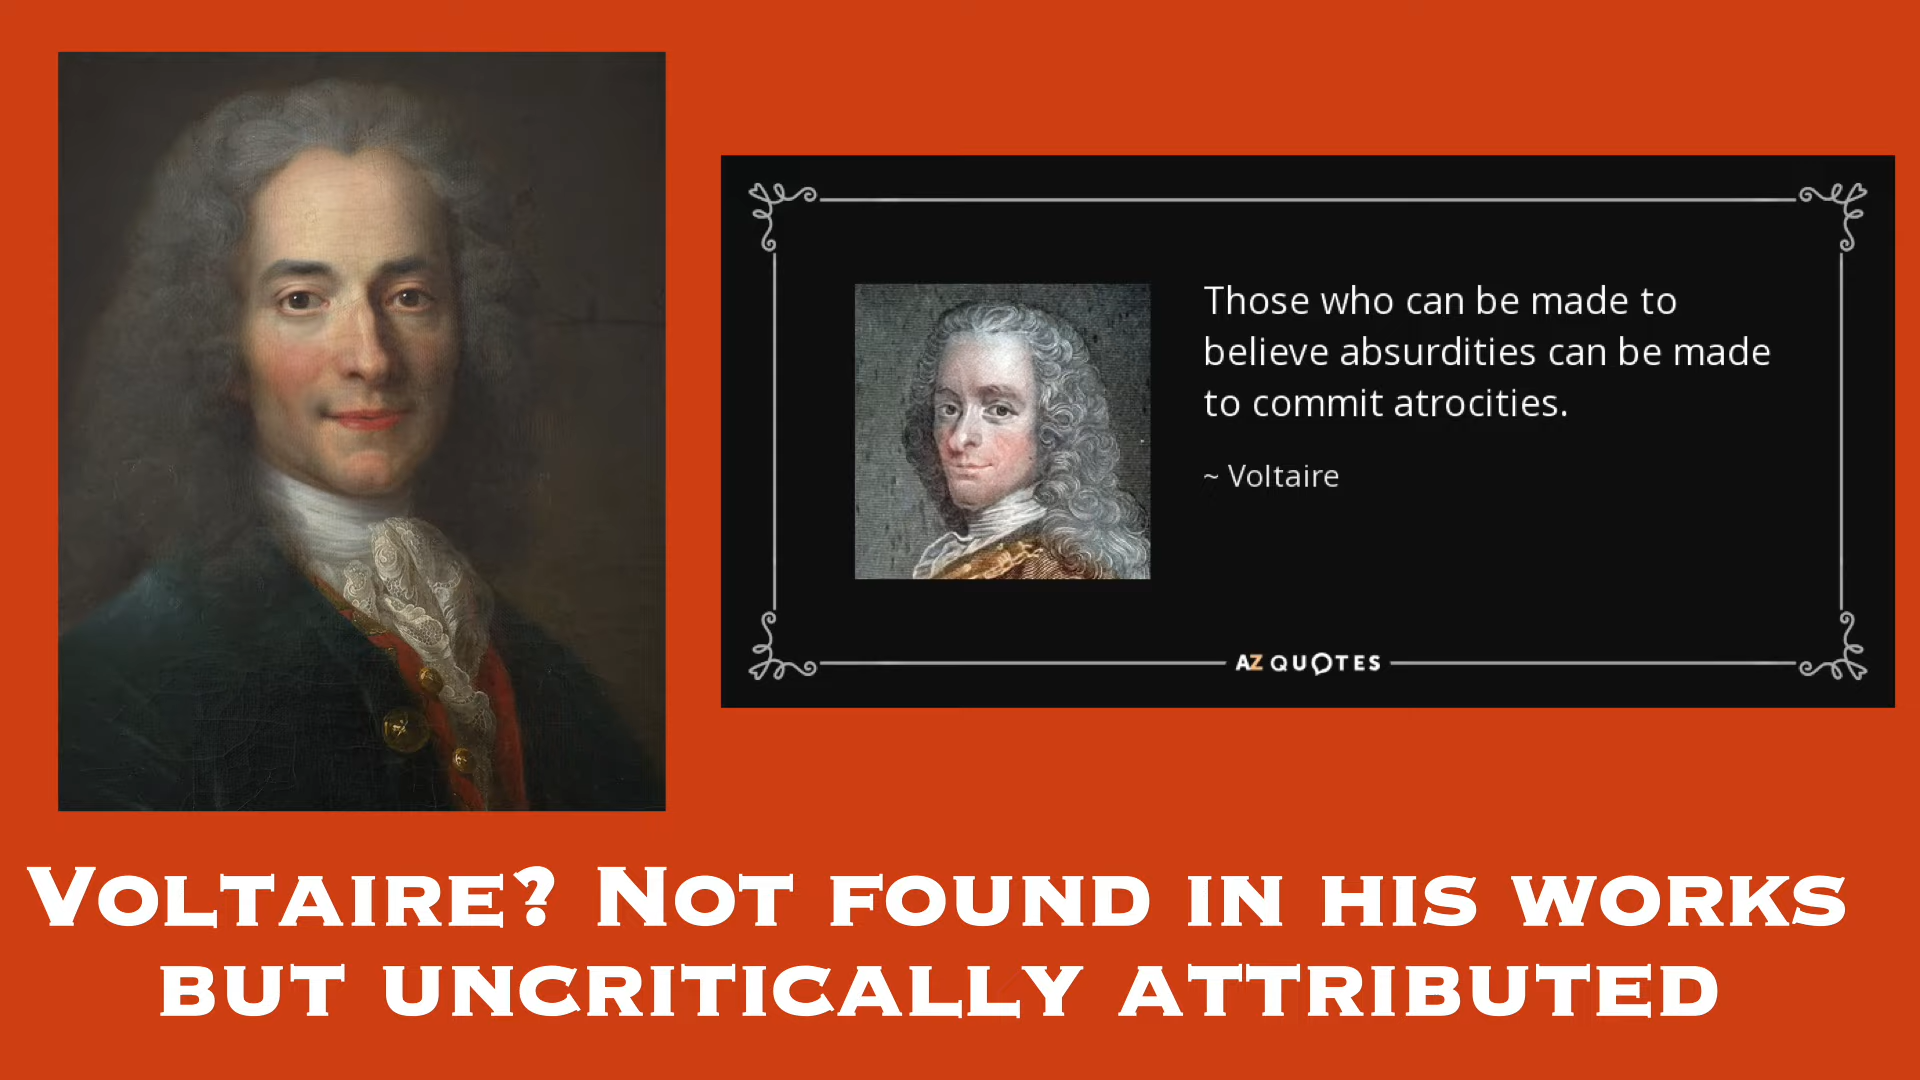 Those who can be made to
believe absurdities can be made
to commit atrocities.
~ Voltaire
AZ QUOTES
VOLTAIRE? NOT FOUND IN HIS WORKS
BUT UNCRITICALLY ATTRIBUTED